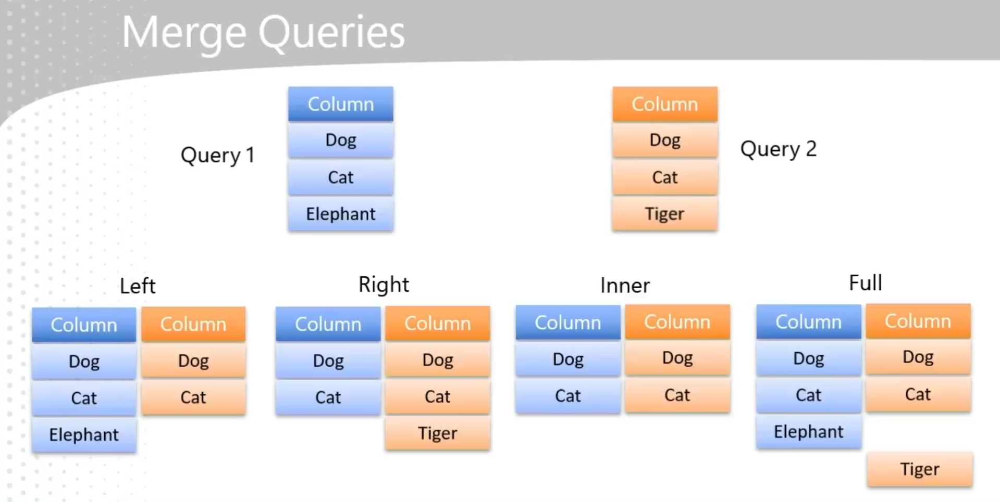 Merge Queries
Query 1
Column
Dog
Cat
Elephant
Column
Dog
Cat
Tiger
Query 2
Left
Column Column
Dog Dog
Cat Cat
Elephant
Right
Column Column
Dog Dog
Cat Cat
Tiger
Inner
Column Column
Dog Dog
Cat Cat
Full
Column Column
Dog Dog
Cat Cat
Elephant
Tiger